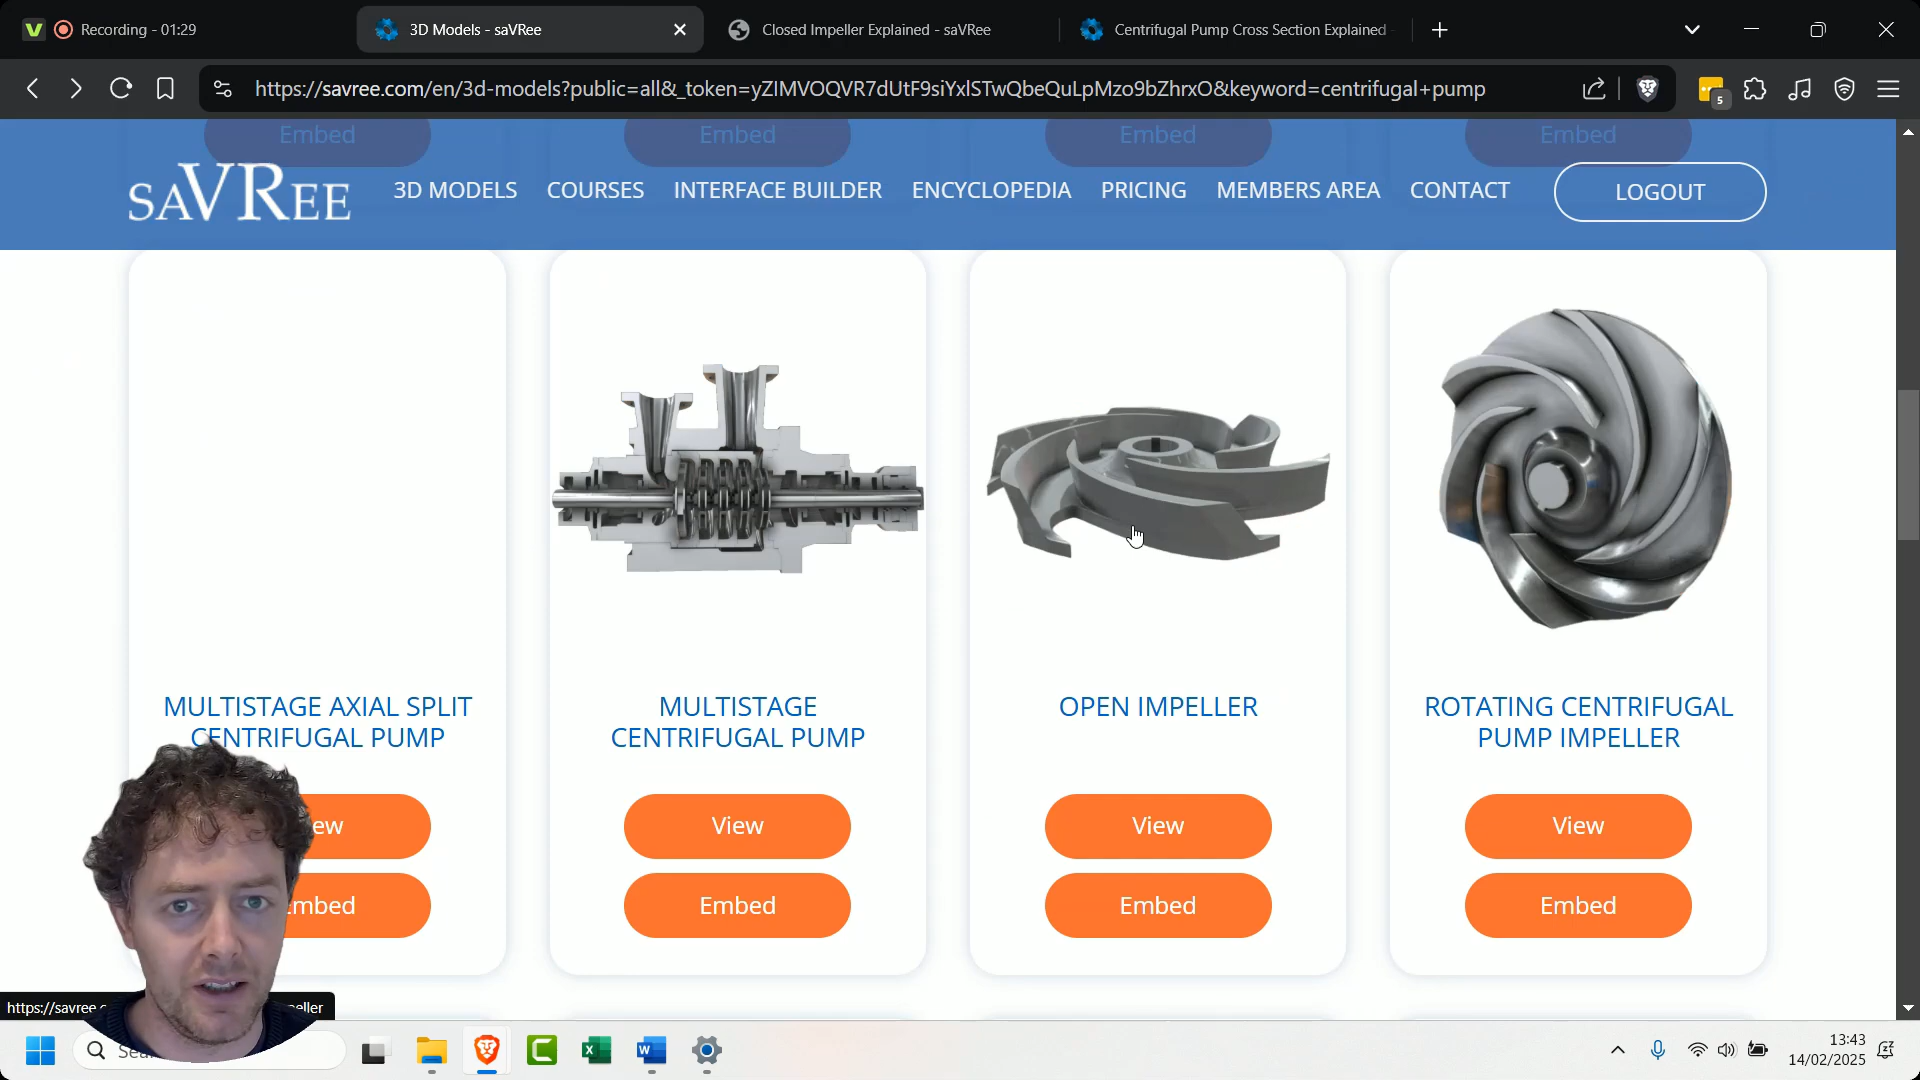 Recording - 01:29
3D Models - saVRee
Closed Impeller Explained - saVRee
Centrifugal Pump Cross Section Explained
https://savree.com/en/3d-models?public=all&_token=yZIMVOQVR7dUtF9siYxlSTwQbeQuLpMzo9bZhrxO&keyword=centrifugal+pump
5
Embed
Embed
Embed
Embed
saVRee
3D MODELS
COURSES
INTERFACE BUILDER
ENCYCLOPEDIA
PRICING
MEMBERS AREA
CONTACT
LOGOUT
MULTISTAGE AXIAL SPLIT
CENTRIFUGAL PUMP
MULTISTAGE
CENTRIFUGAL PUMP
OPEN IMPELLER
ROTATING CENTRIFUGAL
PUMP IMPELLER
ew
View
View
View
Embed
Embed
Embed
Embed
https://savree.c
eller
Sea
13:43
14/02/2025